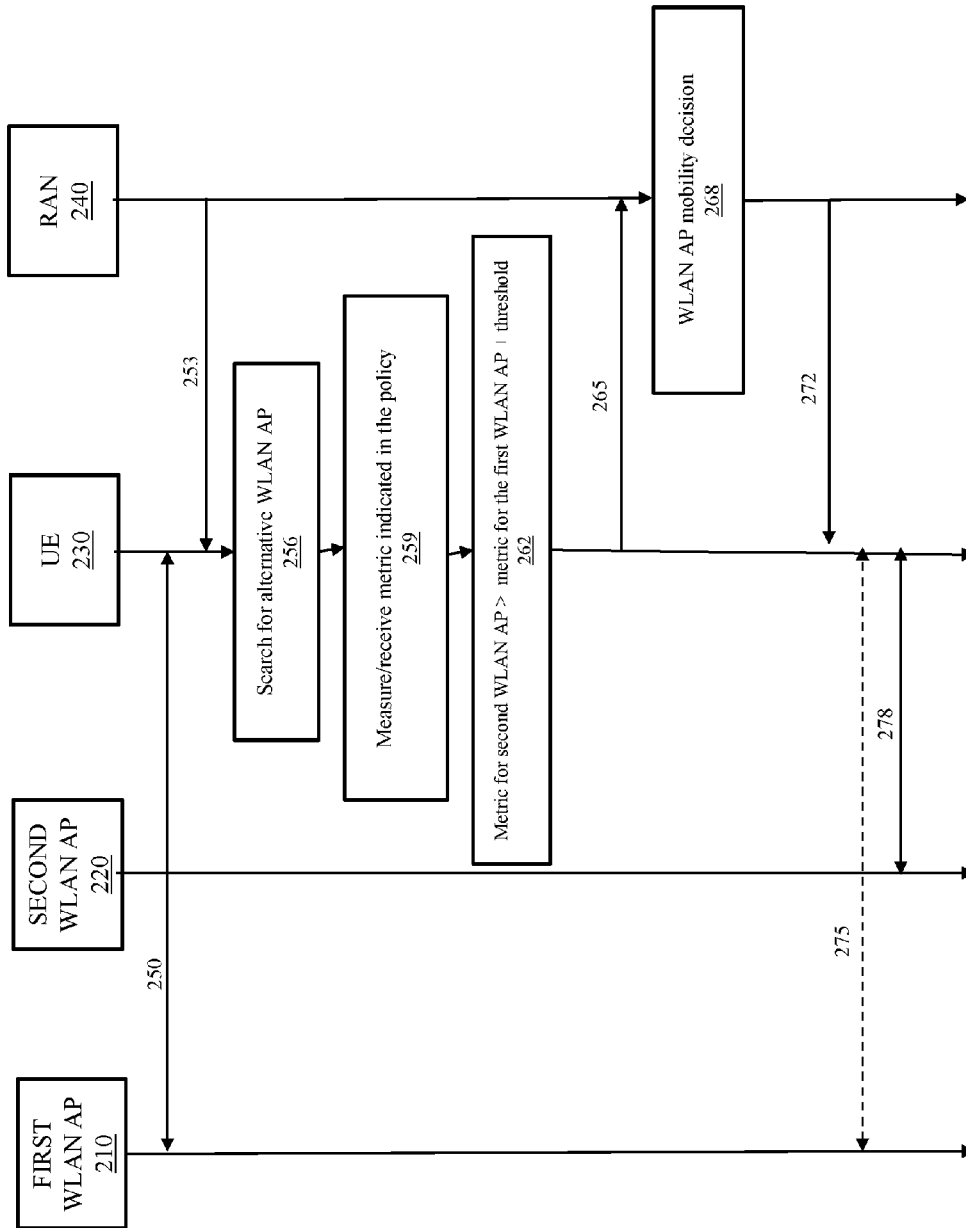 FIRST
WLAN AP
210
SECOND
WLAN AP
220
UE
230
RAN
240
250
253
Search for alternative WLAN AP
256
Measure/receive metric indicated in the policy
259
Metric for second WLAN AP > metric for the first WLAN AP + threshold
262
265
WLAN AP mobility decision
268
272
275
278